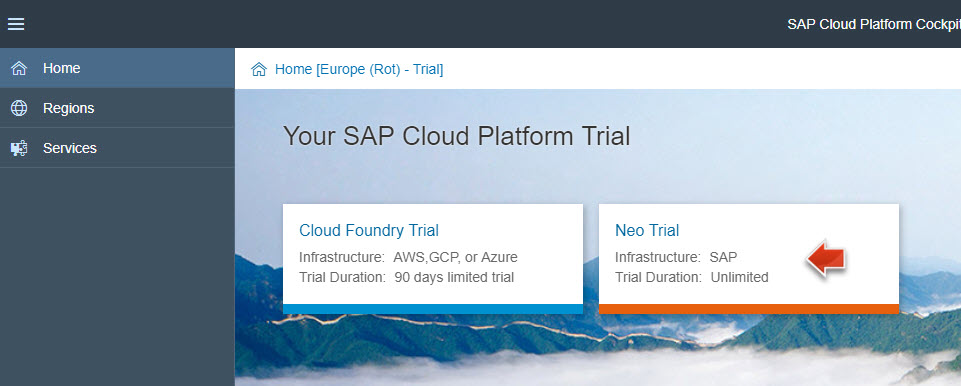 SAP Cloud Platform Cockpit
Home
Home [Europe (Rot) - Trial]
Regions
Services
Your SAP Cloud Platform Trial
Cloud Foundry Trial
Infrastructure: AWS,GCP, or Azure
Trial Duration: 90 days limited trial
Neo Trial
Infrastructure: SAP
Trial Duration: Unlimited